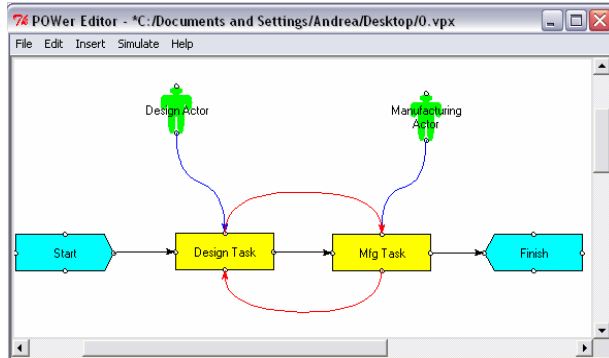 7% POWer Editor - *C:/Documents and Settings/Andrea/Desktop/0.vpx
File Edit Insert Simulate Help
Design Actor
Manufacturing
Actor
Start
Design Task
Mfg Task
Finish